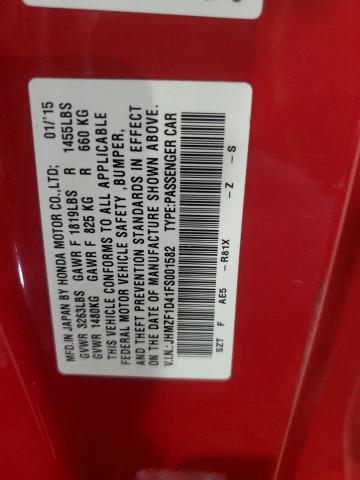 MFD.IN JAPAN BY HONDA MOTOR CO.,LTD; 01/'15
GVWR 3263LBS GAWR F 1819LBS R 1455LBS
GVWR 1480KG GAWR F 825 KG R 660 KG
THIS VEHICLE CONFORMS TO ALL APPLICABLE
FEDERAL MOTOR VEHICLE SAFETY ,BUMPER,
AND THEFT PREVENTION STANDARDS IN EFFECT
ON THE DATE OF MANUFACTURE SHOWN ABOVE.
V.I.N.: JHMZF1D41FS001582 TYPE:PASSENGER CAR
SZT F AE5 - R81X - Z - S